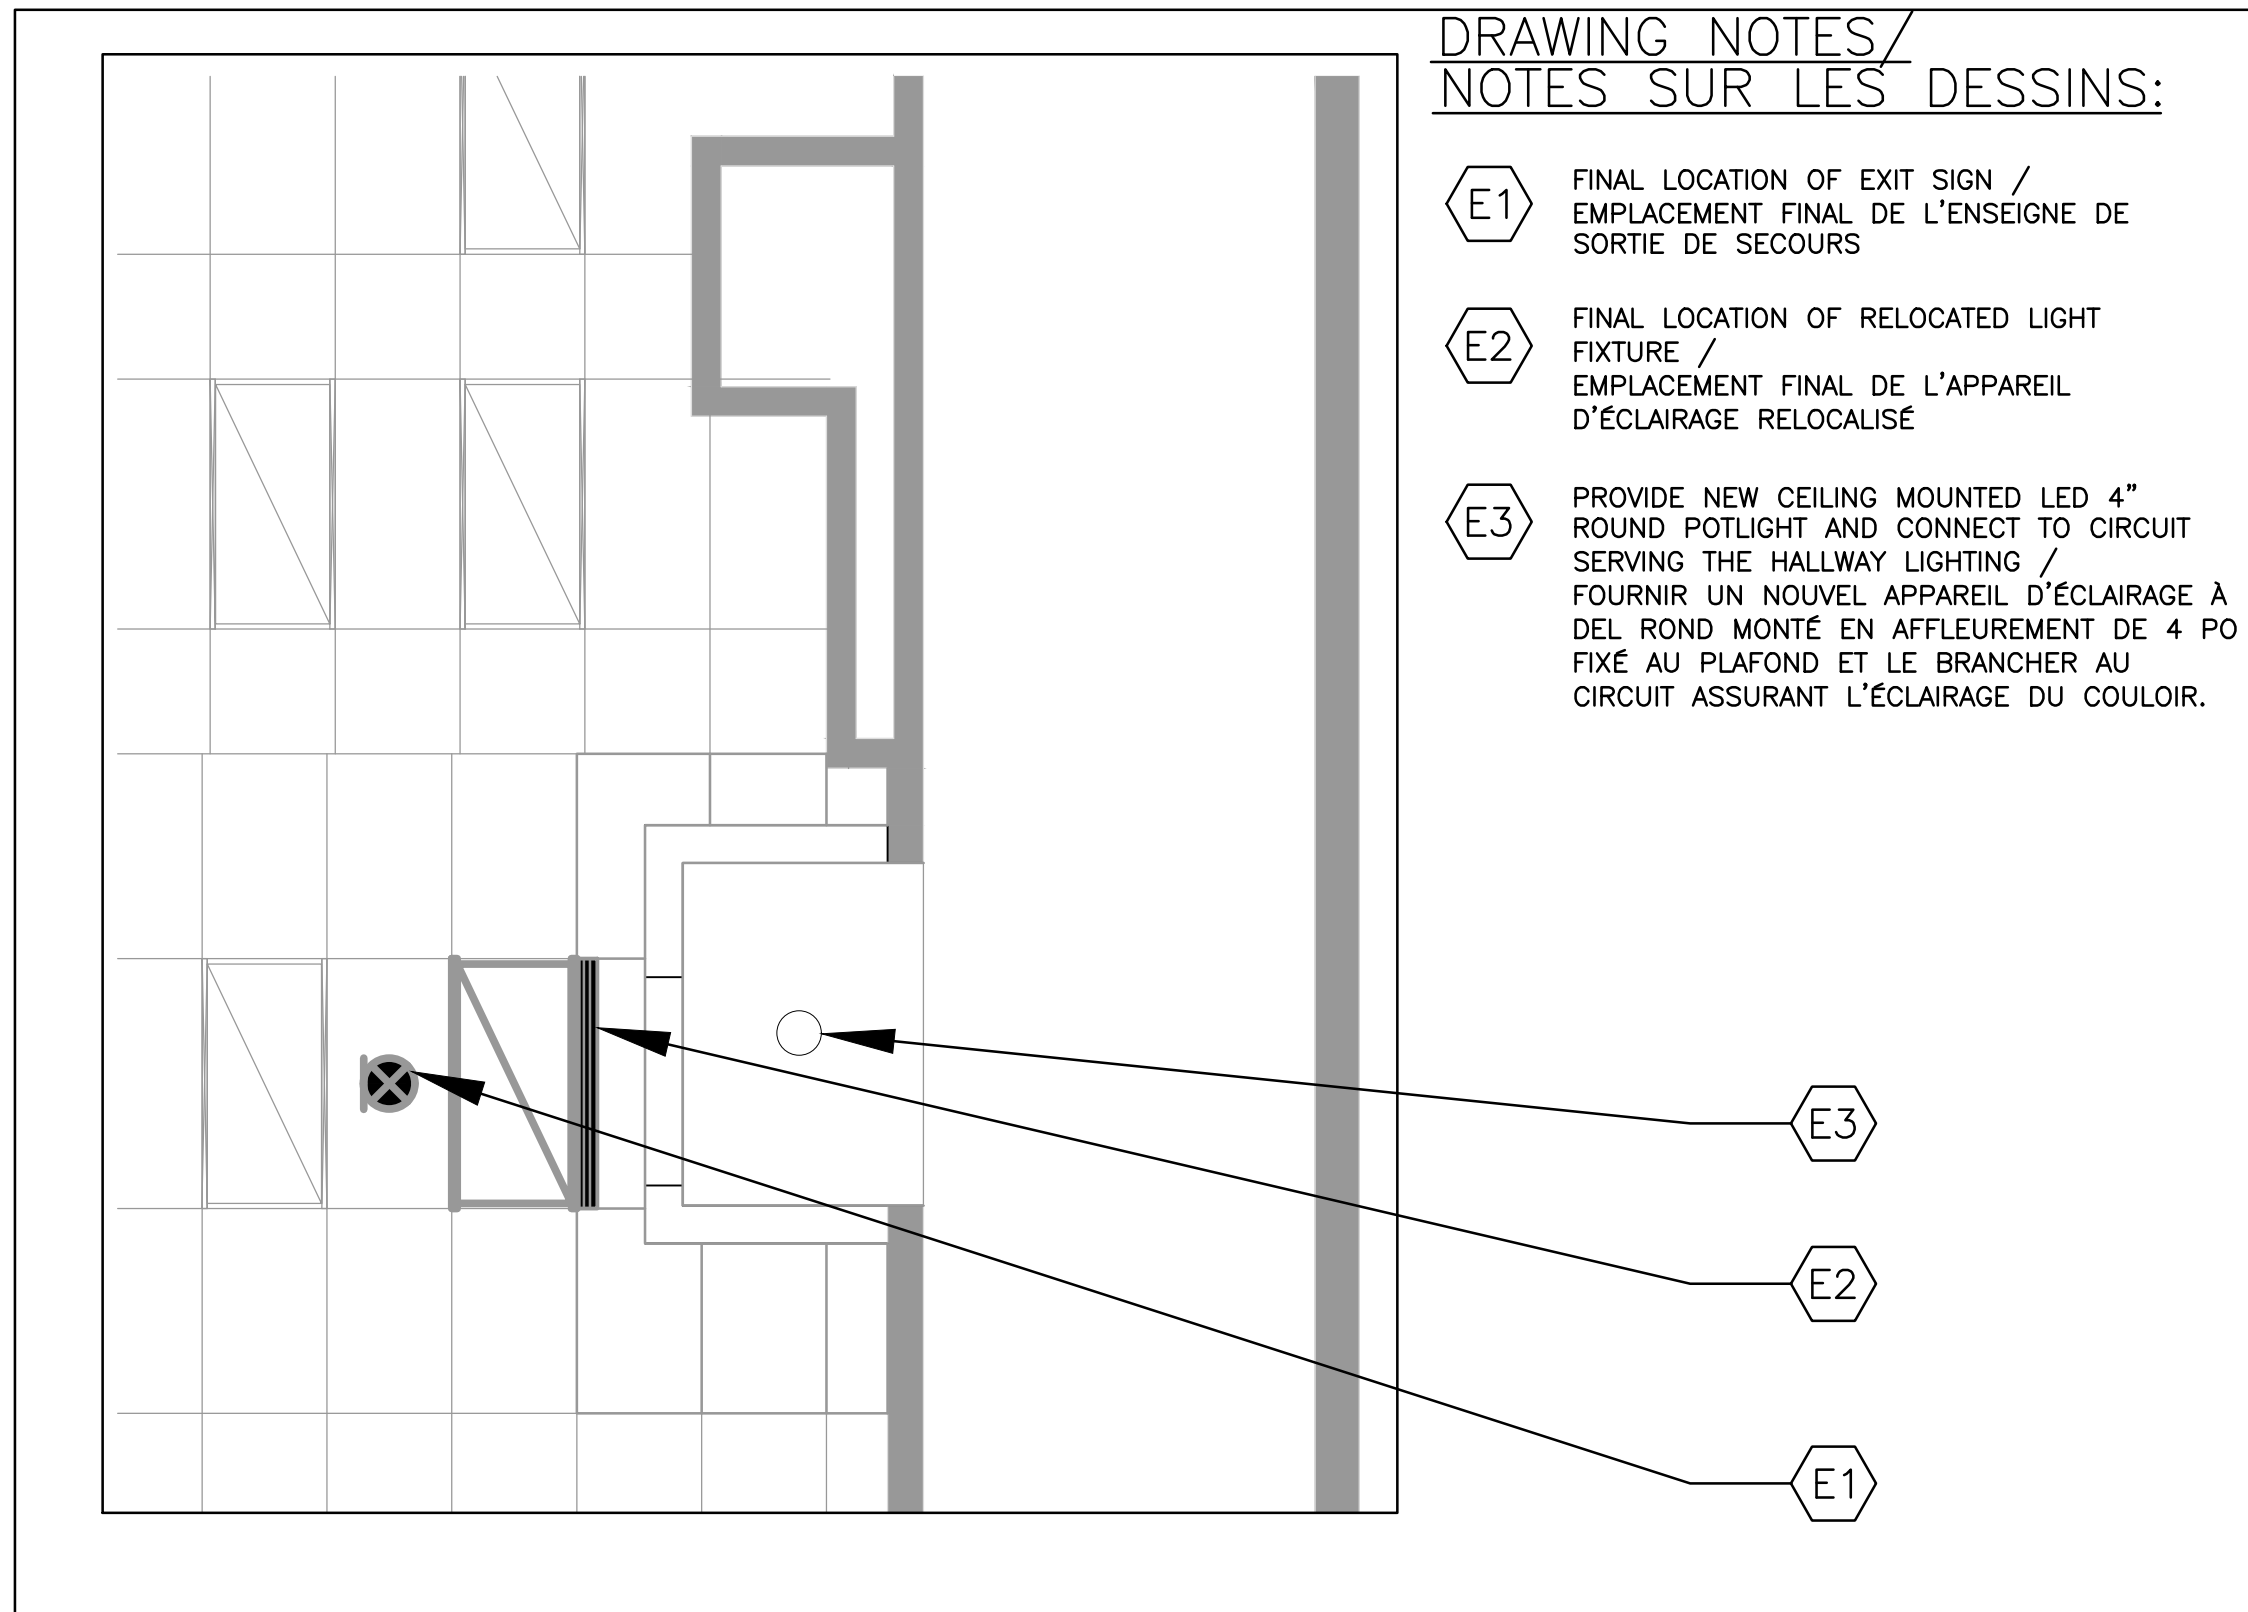 DRAWING NOTES/
NOTES SUR LES DESSINS:
E1
FINAL LOCATION OF EXIT SIGN /
EMPLACEMENT FINAL DE L'ENSEIGNE DE
SORTIE DE SECOURS
E2
FINAL LOCATION OF RELOCATED LIGHT
FIXTURE /
EMPLACEMENT FINAL DE L'APPAREIL
D'ÉCLAIRAGE RELOCALISÉ
E3
PROVIDE NEW CEILING MOUNTED LED 4"
ROUND POTLIGHT AND CONNECT TO CIRCUIT
SERVING THE HALLWAY LIGHTING /
FOURNIR UN NOUVEL APPAREIL D'ÉCLAIRAGE À
DEL ROND MONTÉ EN AFFLEUREMENT DE 4 PO
FIXÉ AU PLAFOND ET LE BRANCHER AU
CIRCUIT ASSURANT L'ÉCLAIRAGE DU COULOIR.
E3
E2
E1